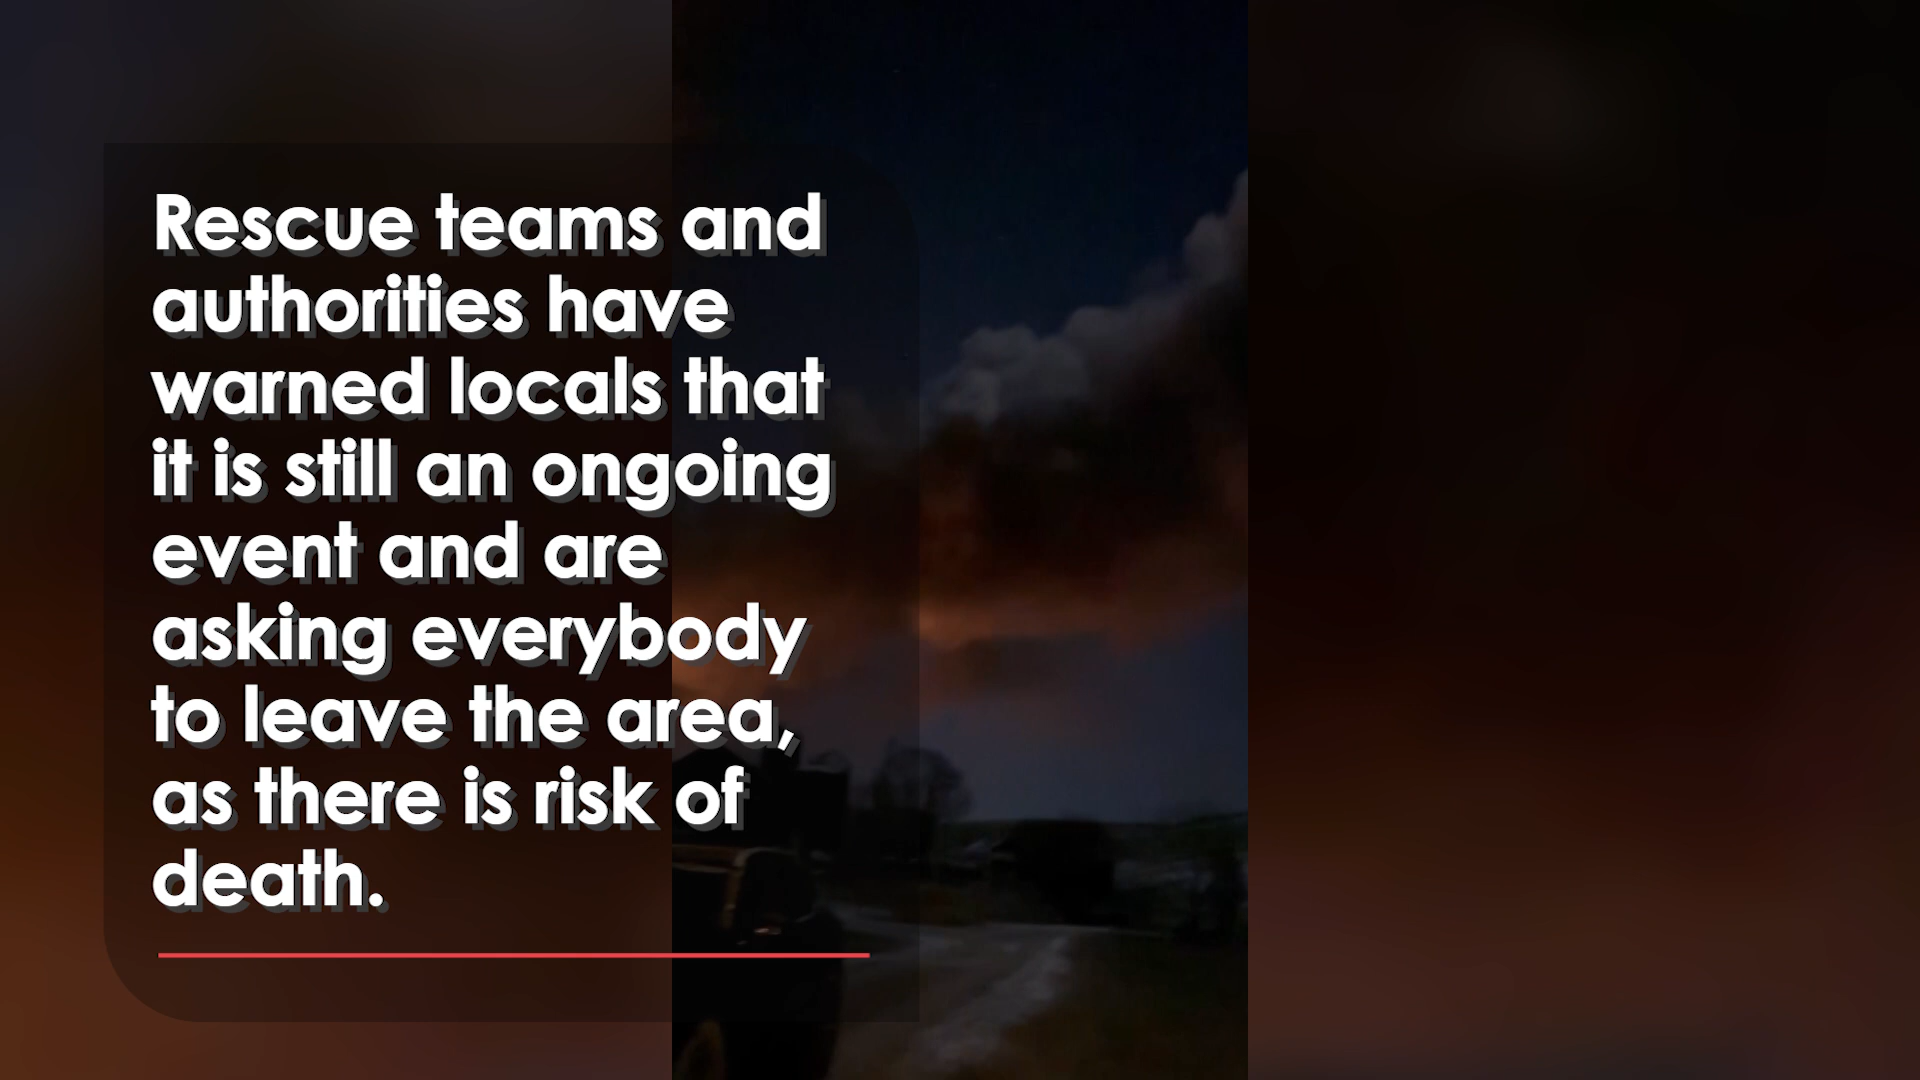 Rescue teams and
authorities have
warned locals that
it is still an ongoing
event and are
asking everybody
to leave the area,
as there is risk of
death.